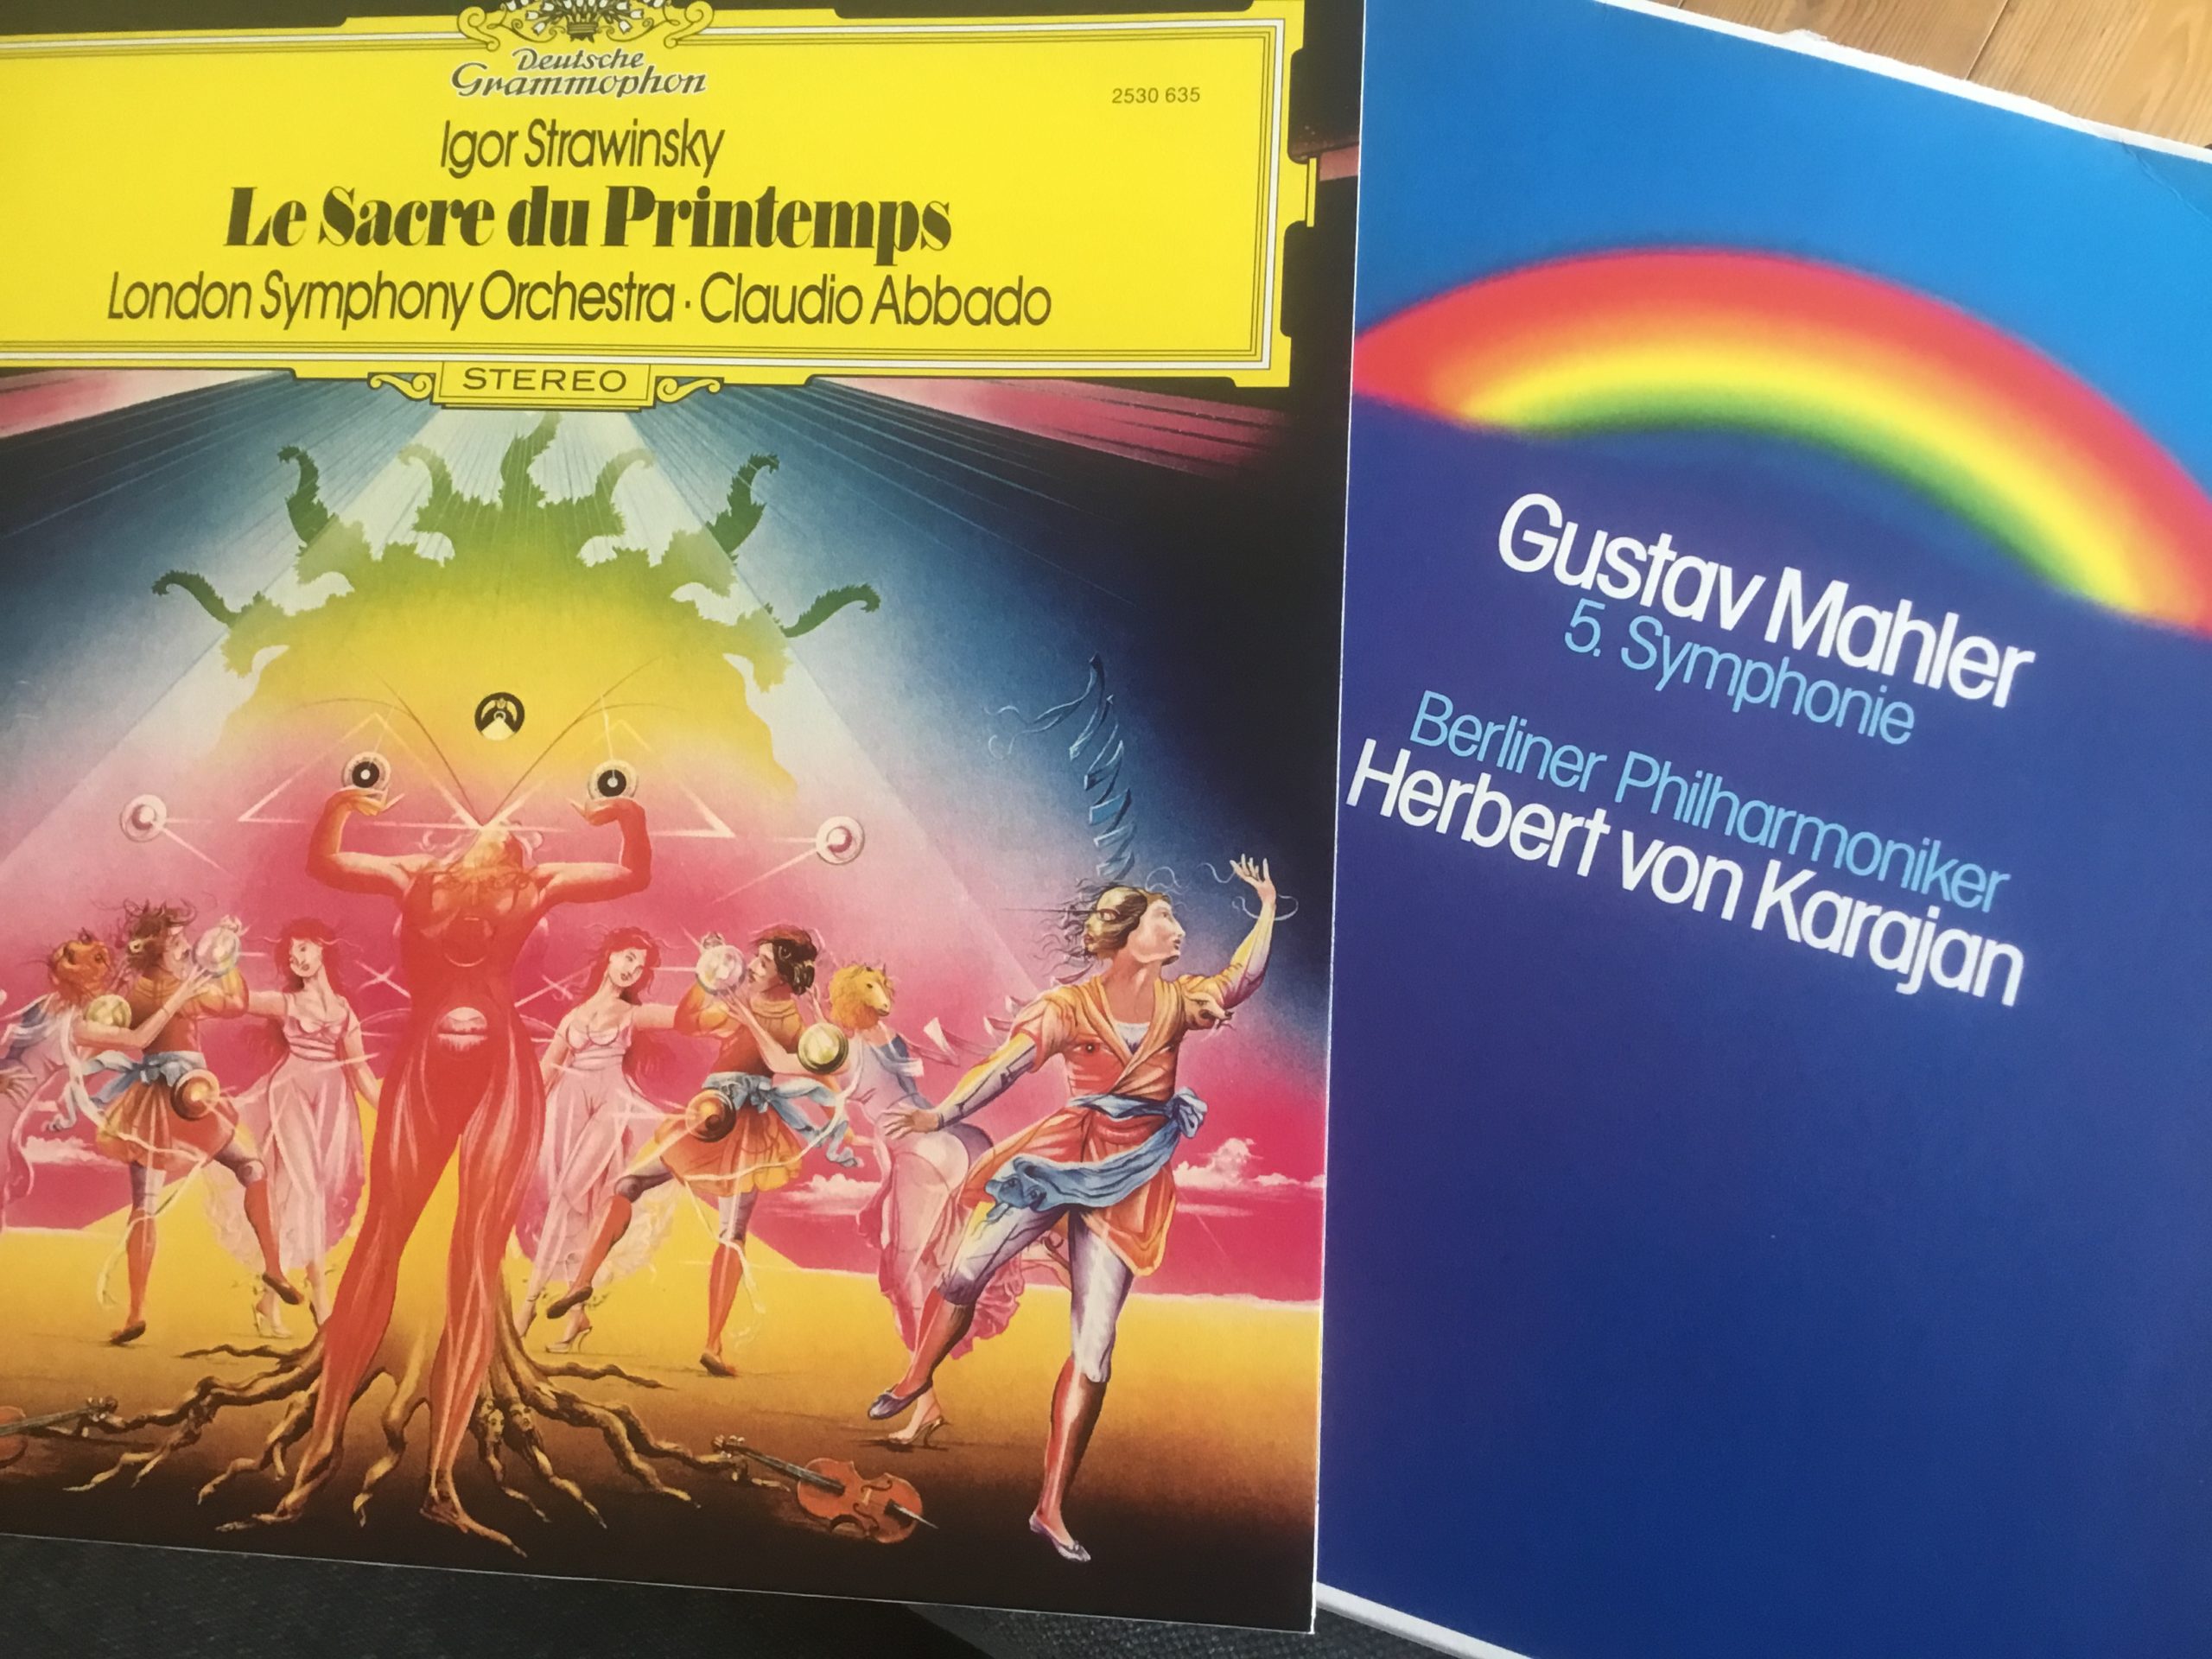 Deutsche
Grammophon
2530 635
Igor Strawinsky
Le Sacre du Printemps
London Symphony Orchestra · Claudio Abbado
STEREO
Gustav Mahler
5. Symphonie
Berliner Philharmoniker
Herbert von Karajan